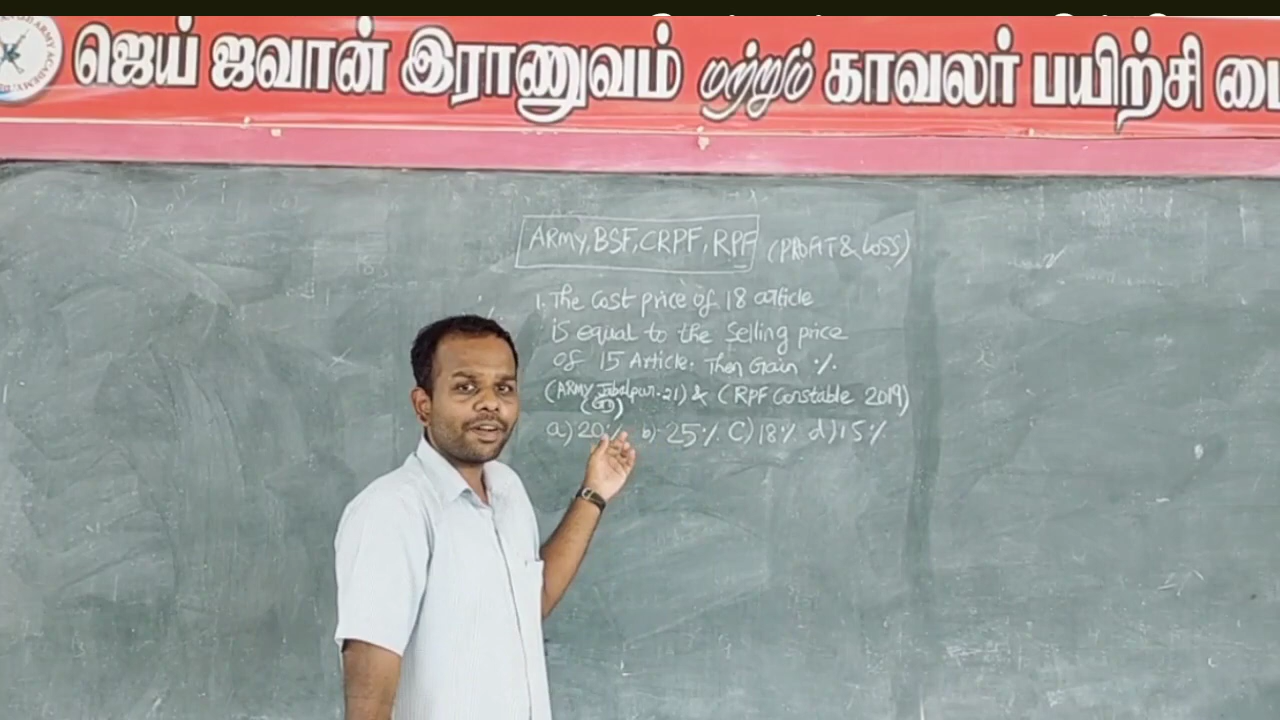 ஜெய் ஜவான் இராணுவம் மற்றும் காவலர் பயிற்சி மை
ARMY, BSF, CRPF, RPF (PROFIT & LOSS)
1. The Cost price of 18 article
is equal to the Selling price
of 15 Article. Then Gain %.
(ARMY Jabalpur-21) & (RPF Constable 2019)
a) 20% b) 25% C) 18% d) 15%